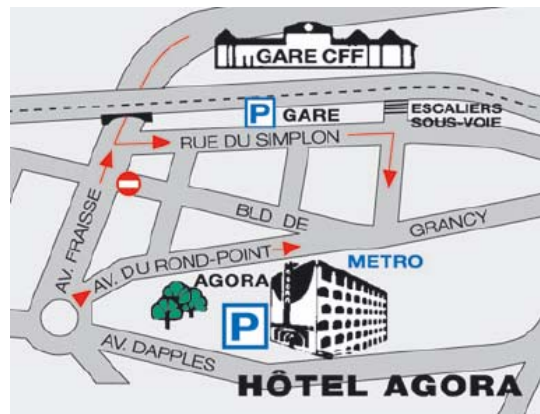 GARE CFF
P GARE
ESCALIERS
SOUS-VOIE
RUE DU SIMPLON
AV. FRAISSE
BLD DE GRANCY
AV. DU ROND-POINT
METRO
AGORA
P
AV. DAPPLES
HÔTEL AGORA